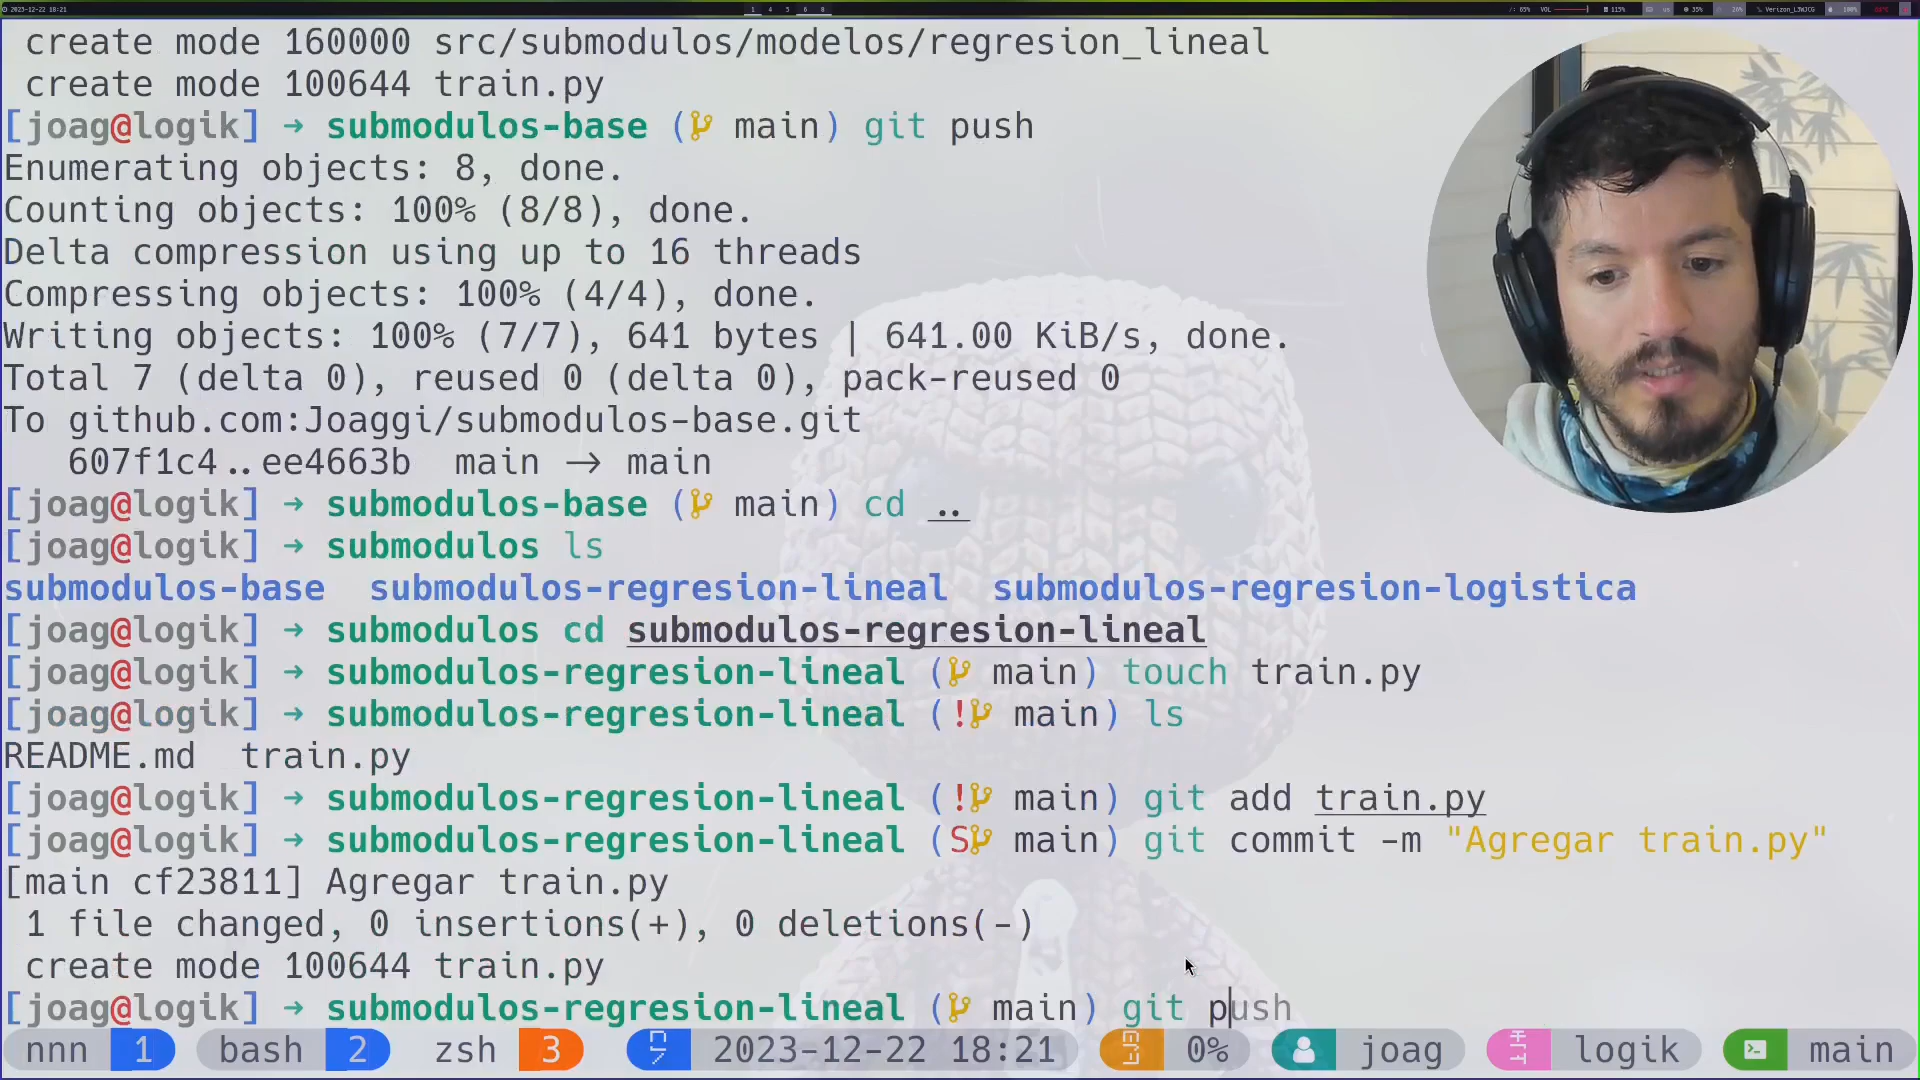 2023-12-22 18:21
create mode 160000 src/submodulos/modelos/regresion_lineal
create mode 100644 train.py
[joag@logik] → submodulos-base ( main) git push
Enumerating objects: 8, done.
Counting objects: 100% (8/8), done.
Delta compression using up to 16 threads
Compressing objects: 100% (4/4), done.
Writing objects: 100% (7/7), 641 bytes | 641.00 KiB/s, done.
Total 7 (delta 0), reused 0 (delta 0), pack-reused 0
To github.com:Joaggi/submodulos-base.git
607f1c4..ee4663b main → main
[joag@logik] → submodulos-base ( main) cd ..
[joag@logik] → submodulos ls
submodulos-base submodulos-regresion-lineal submodulos-regresion-logistica
[joag@logik] → submodulos cd submodulos-regresion-lineal
[joag@logik] → submodulos-regresion-lineal ( main) touch train.py
[joag@logik] → submodulos-regresion-lineal (! main) ls
README.md train.py
[joag@logik] → submodulos-regresion-lineal (! main) git add train.py
[joag@logik] → submodulos-regresion-lineal (S main) git commit -m "Agregar train.py"
[main cf23811] Agregar train.py
1 file changed, 0 insertions(+), 0 deletions(-)
create mode 100644 train.py
[joag@logik] → submodulos-regresion-lineal ( main) git push
nnn 1 bash 2 zsh 3 2023-12-22 18:21 0% joag logik main